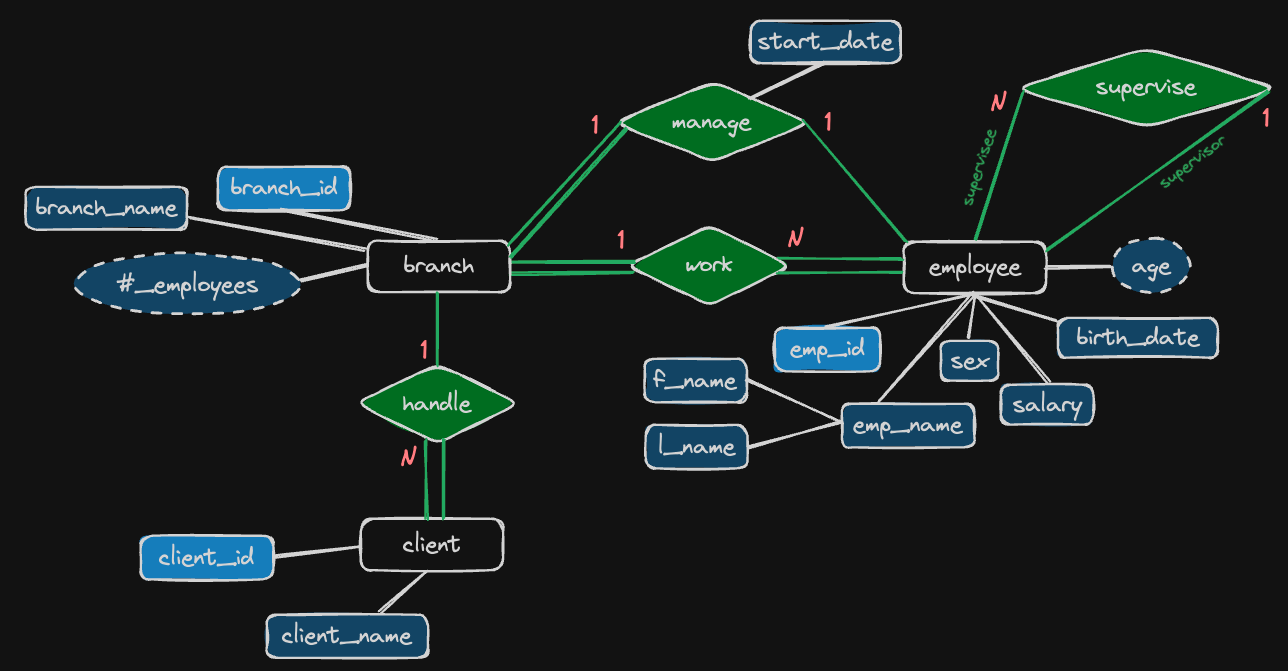 start_date
supervise
N
1
manage
1
1
supervisee
supervisor
branch_id
branch_name
1
N
branch
work
employee
age
#_employees
emp_id
birth_date
1
sex
f_name
handle
salary
emp_name
l_name
N
client
client_id
client_name